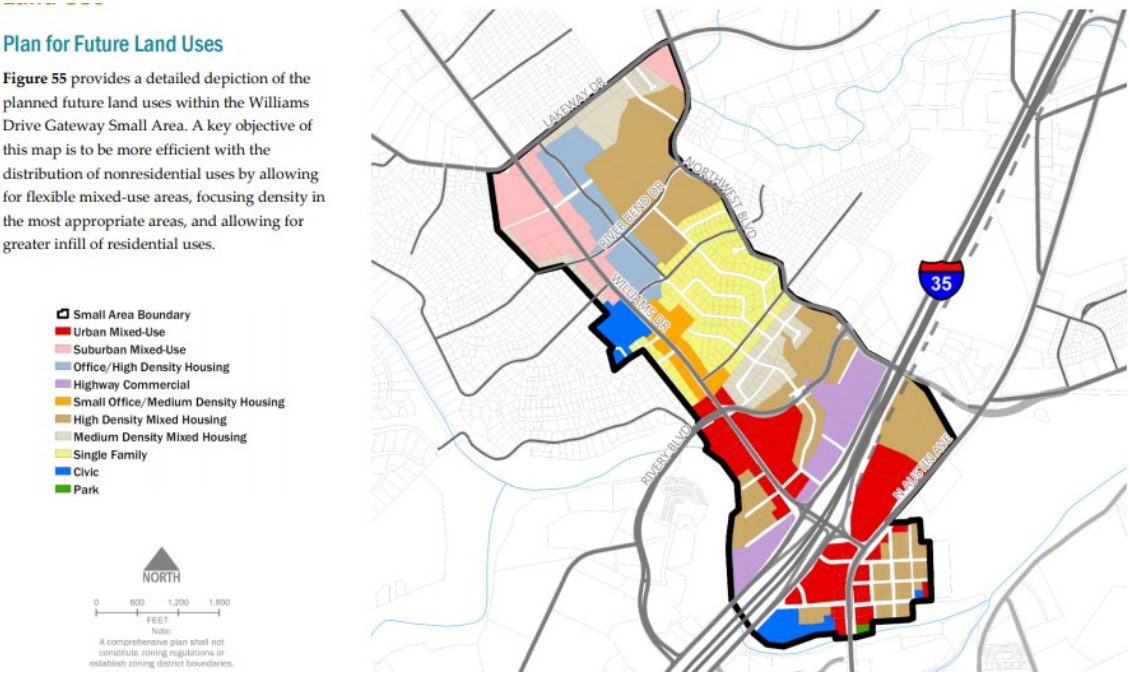 Land Use
Plan for Future Land Uses
Figure 55 provides a detailed depiction of the
planned future land uses within the Williams
Drive Gateway Small Area. A key objective of
this map is to be more efficient with the
distribution of nonresidential uses by allowing
for flexible mixed-use areas, focusing density in
the most appropriate areas, and allowing for
greater infill of residential uses.
Small Area Boundary
Urban Mixed-Use
Suburban Mixed-Use
Office/High Density Housing
Highway Commercial
Small Office/Medium Density Housing
High Density Mixed Housing
Medium Density Mixed Housing
Single Family
Civic
Park
NORTH
0 600 1,200 1,800
FEET
Note:
A comprehensive plan shall not
constitute zoning regulations or
establish zoning district boundaries.
LAKEWAY DR
NORTHWEST BLVD
RIVER BEND DR
WILLIAMS DR
35
RIVERY BLVD
N AUSTIN AVE